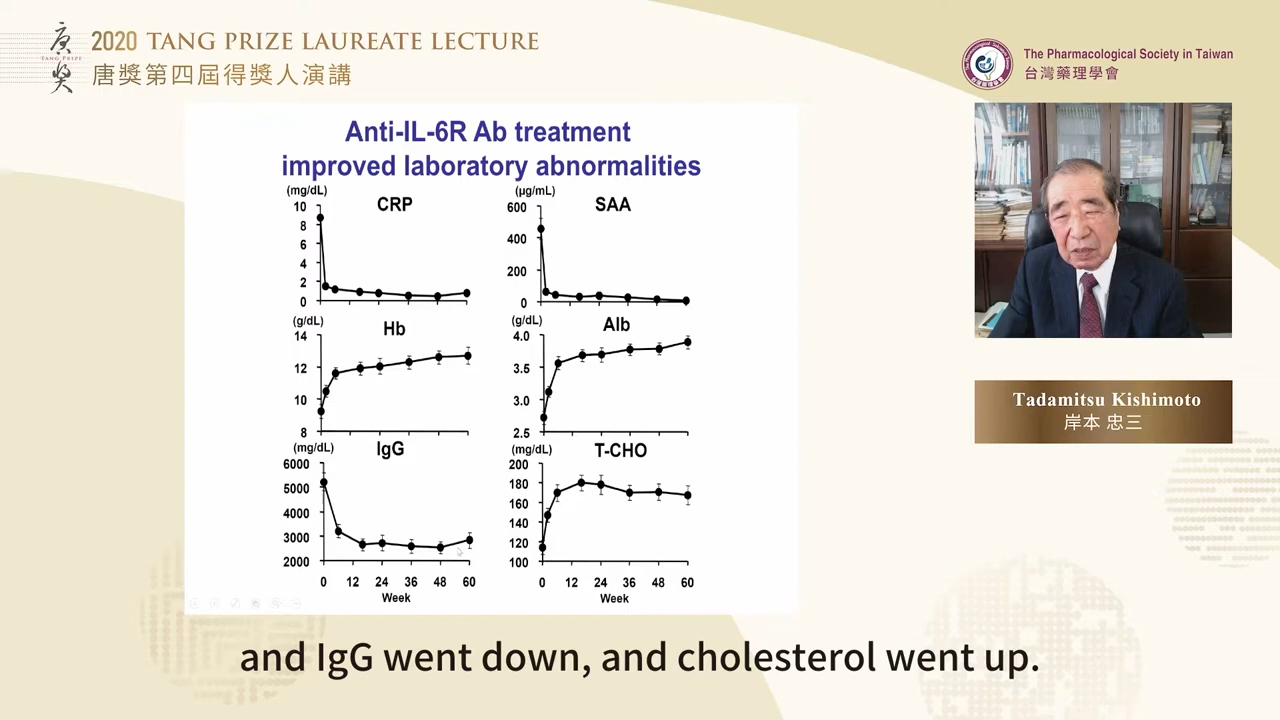 庚
TANG PRIZE
奖
2020 TANG PRIZE LAUREATE LECTURE
唐獎第四屆得獎人演講
The Pharmacological Society in Taiwan
台灣藥理學會
Anti-IL-6R Ab treatment
improved laboratory abnormalities
(mg/dL)
CRP
10
8
6
4
2
0
(μg/mL)
SAA
600
400
200
0
(g/dL)
Hb
14
12
10
8
(g/dL)
Alb
4.0
3.5
3.0
2.5
(mg/dL)
IgG
6000
5000
4000
3000
2000
0 12 24 36 48 60
Week
(mg/dL)
T-CHO
200
180
160
140
120
100
0 12 24 36 48 60
Week
Tadamitsu Kishimoto
岸本 忠三
and IgG went down, and cholesterol went up.